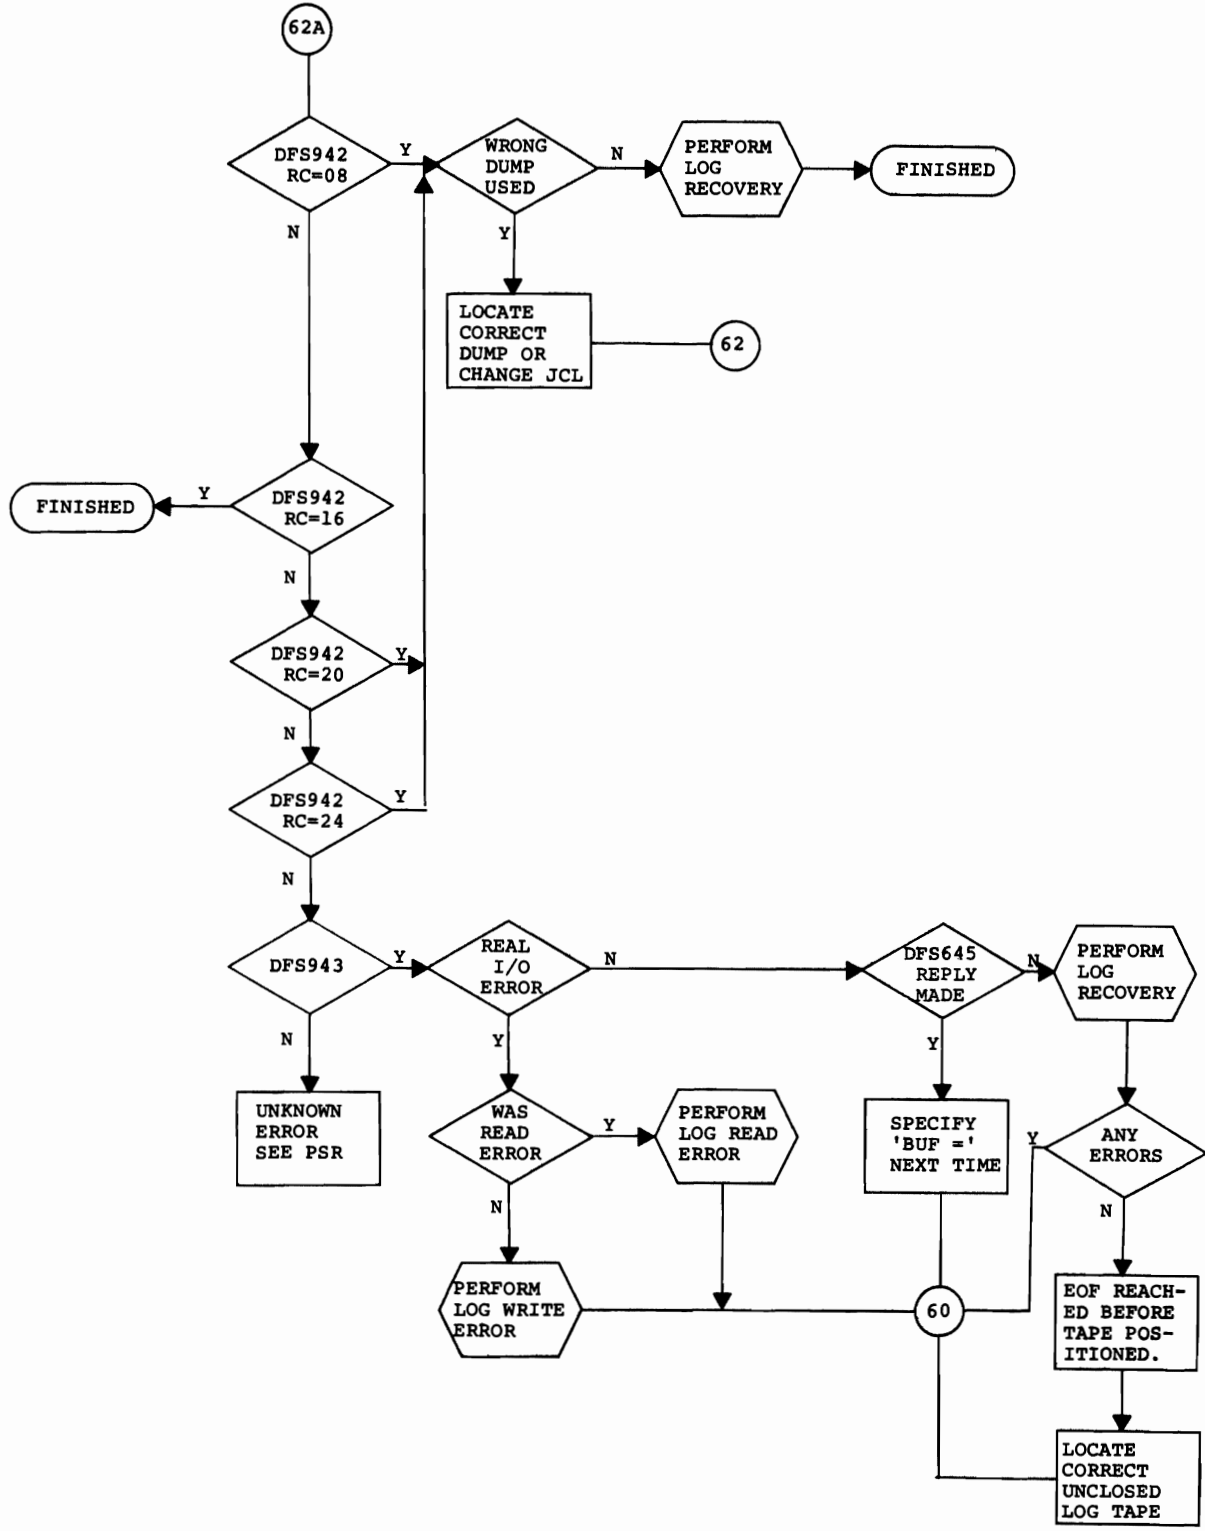 62A
DFS942
RC=08
Y
WRONG
DUMP
USED
N
PERFORM
LOG
RECOVERY
FINISHED
N
Y
LOCATE
CORRECT
DUMP OR
CHANGE JCL
62
FINISHED
Y
DFS942
RC=16
N
DFS942
RC=20
Y
N
DFS942
RC=24
Y
N
DFS943
Y
REAL
I/O
ERROR
N
DFS645
REPLY
MADE
N
PERFORM
LOG
RECOVERY
N
Y
Y
UNKNOWN
ERROR
SEE PSR
WAS
READ
ERROR
Y
PERFORM
LOG READ
ERROR
SPECIFY
'BUF ='
NEXT TIME
Y
ANY
ERRORS
N
N
PERFORM
LOG WRITE
ERROR
60
EOF REACH-
ED BEFORE
TAPE POS-
ITIONED.
LOCATE
CORRECT
UNCLOSED
LOG TAPE